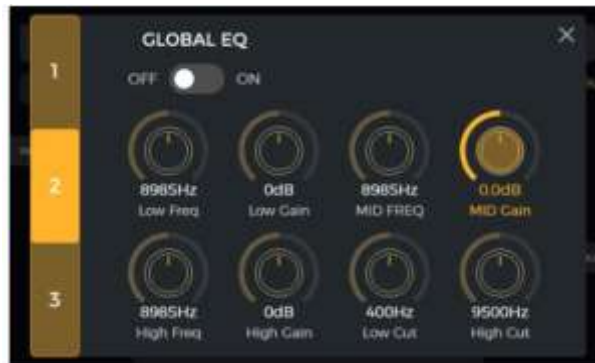 GLOBAL EQ
1
OFF ON
8985Hz 0dB 8985Hz 0.0dB
Low Freq Low Gain MID FREQ MID Gain
2
8985Hz 0dB 400Hz 9500Hz
High Freq High Gain Low Cut High Cut
3